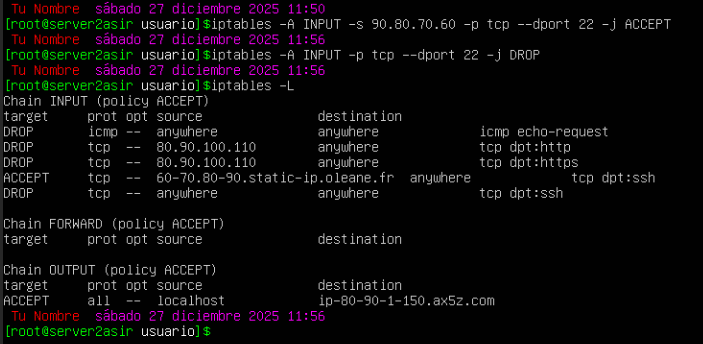 Tu Nombre sábado 27 diciembre 2025 11:50
[root@server2asir usuario]$iptables -A INPUT -s 90.80.70.60 -p tcp --dport 22 -j ACCEPT
Tu Nombre sábado 27 diciembre 2025 11:56
[root@server2asir usuario]$iptables -A INPUT -p tcp --dport 22 -j DROP
Tu Nombre sábado 27 diciembre 2025 11:56
[root@server2asir usuario]$iptables -L
Chain INPUT (policy ACCEPT)
target prot opt source destination
DROP icmp -- anywhere anywhere icmp echo-request
DROP tcp -- 80.90.100.110 anywhere tcp dpt:http
DROP tcp -- 80.90.100.110 anywhere tcp dpt:https
ACCEPT tcp -- 60-70.80-90.static-ip.oleane.fr anywhere tcp dpt:ssh
DROP tcp -- anywhere anywhere tcp dpt:ssh
Chain FORWARD (policy ACCEPT)
target prot opt source destination
Chain OUTPUT (policy ACCEPT)
target prot opt source destination
ACCEPT all -- localhost ip-80-90-1-150.ax5z.com
Tu Nombre sábado 27 diciembre 2025 11:56
[root@server2asir usuario]$